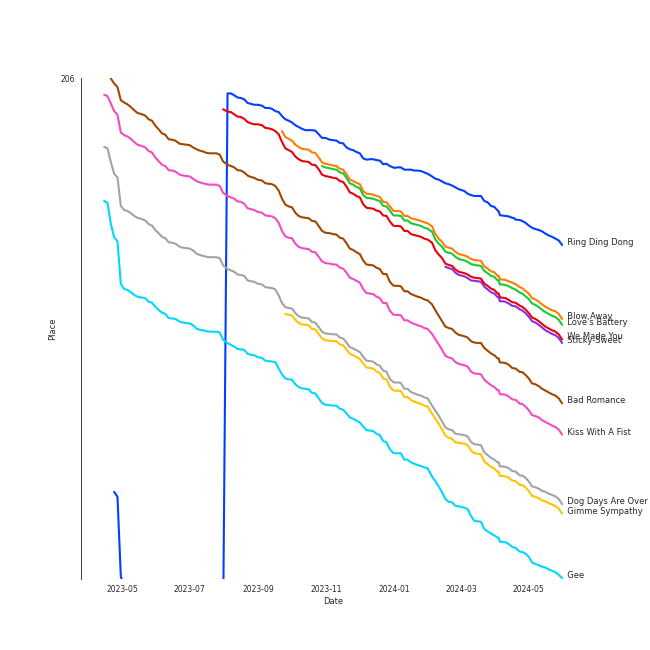 206
Place
Ring Ding Dong
Blow Away
Love's Battery
We Made You
Sticky Sweet
Bad Romance
Kiss With A Fist
Dog Days Are Over
Gimme Sympathy
Gee
2023-05 2023-07 2023-09 2023-11 2024-01 2024-03 2024-05
Date